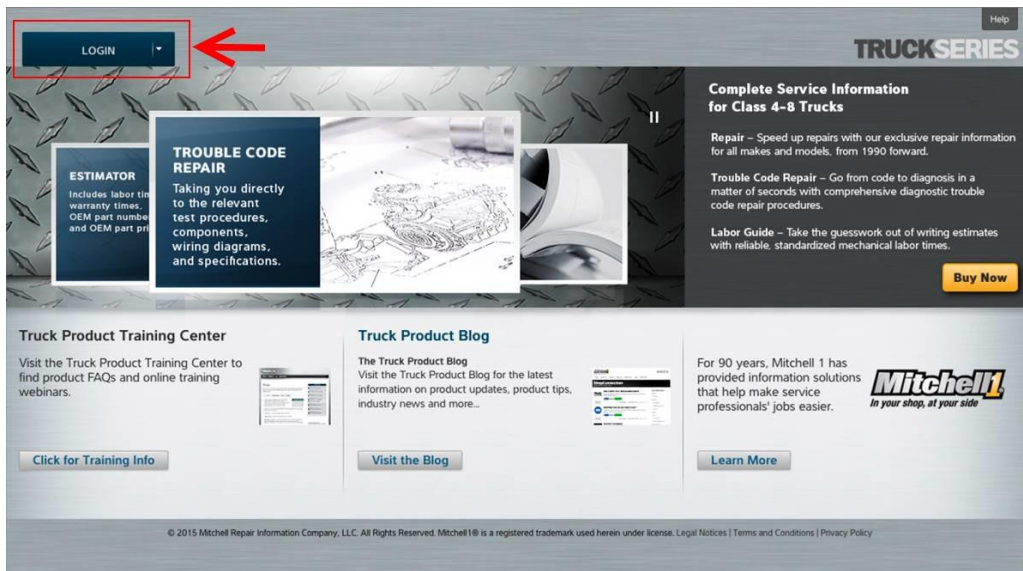 Help
LOGIN
TRUCKSERIES
ESTIMATOR
Includes labor tim
warranty times,
OEM part numbe
and OEM part pri
TROUBLE CODE
REPAIR
Taking you directly
to the relevant
test procedures,
components,
wiring diagrams,
and specifications.
Complete Service Information
for Class 4-8 Trucks
Repair – Speed up repairs with our exclusive repair information
for all makes and models, from 1990 forward.
Trouble Code Repair – Go from code to diagnosis in a
matter of seconds with comprehensive diagnostic trouble
code repair procedures.
Labor Guide – Take the guesswork out of writing estimates
with reliable, standardized mechanical labor times.
Buy Now
Truck Product Training Center
Visit the Truck Product Training Center to
find product FAQs and online training
webinars.
Click for Training Info
Truck Product Blog
The Truck Product Blog
Visit the Truck Product Blog for the latest
information on product updates, product tips,
industry news and more...
Visit the Blog
For 90 years, Mitchell 1 has
provided information solutions
that help make service
professionals' jobs easier.
Mitchell1
In your shop, at your side
Learn More
© 2015 Mitchell Repair Information Company, LLC. All Rights Reserved. Mitchell1® is a registered trademark used herein under license. Legal Notices | Terms and Conditions | Privacy Policy